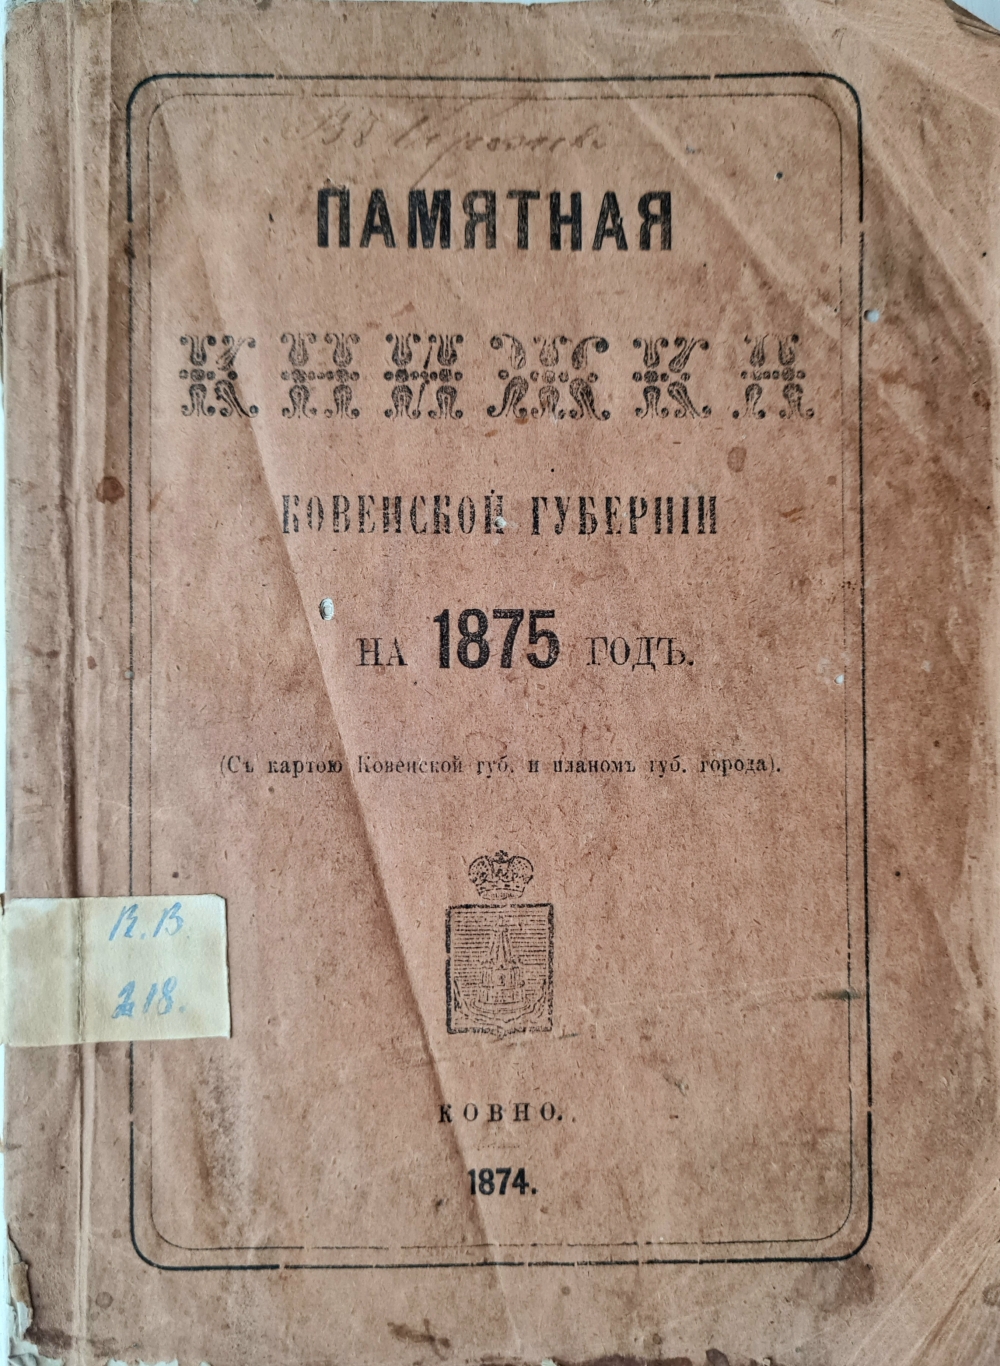 ПАМЯТНАЯ
КНИЖКА
КОВЕНСКОЙ ГУБЕРНІИ
НА 1875 ГОДЪ.
(Съ картою Ковенской губ. и планомъ губ. города).
К.В.
218.
КОВНО.
1874.